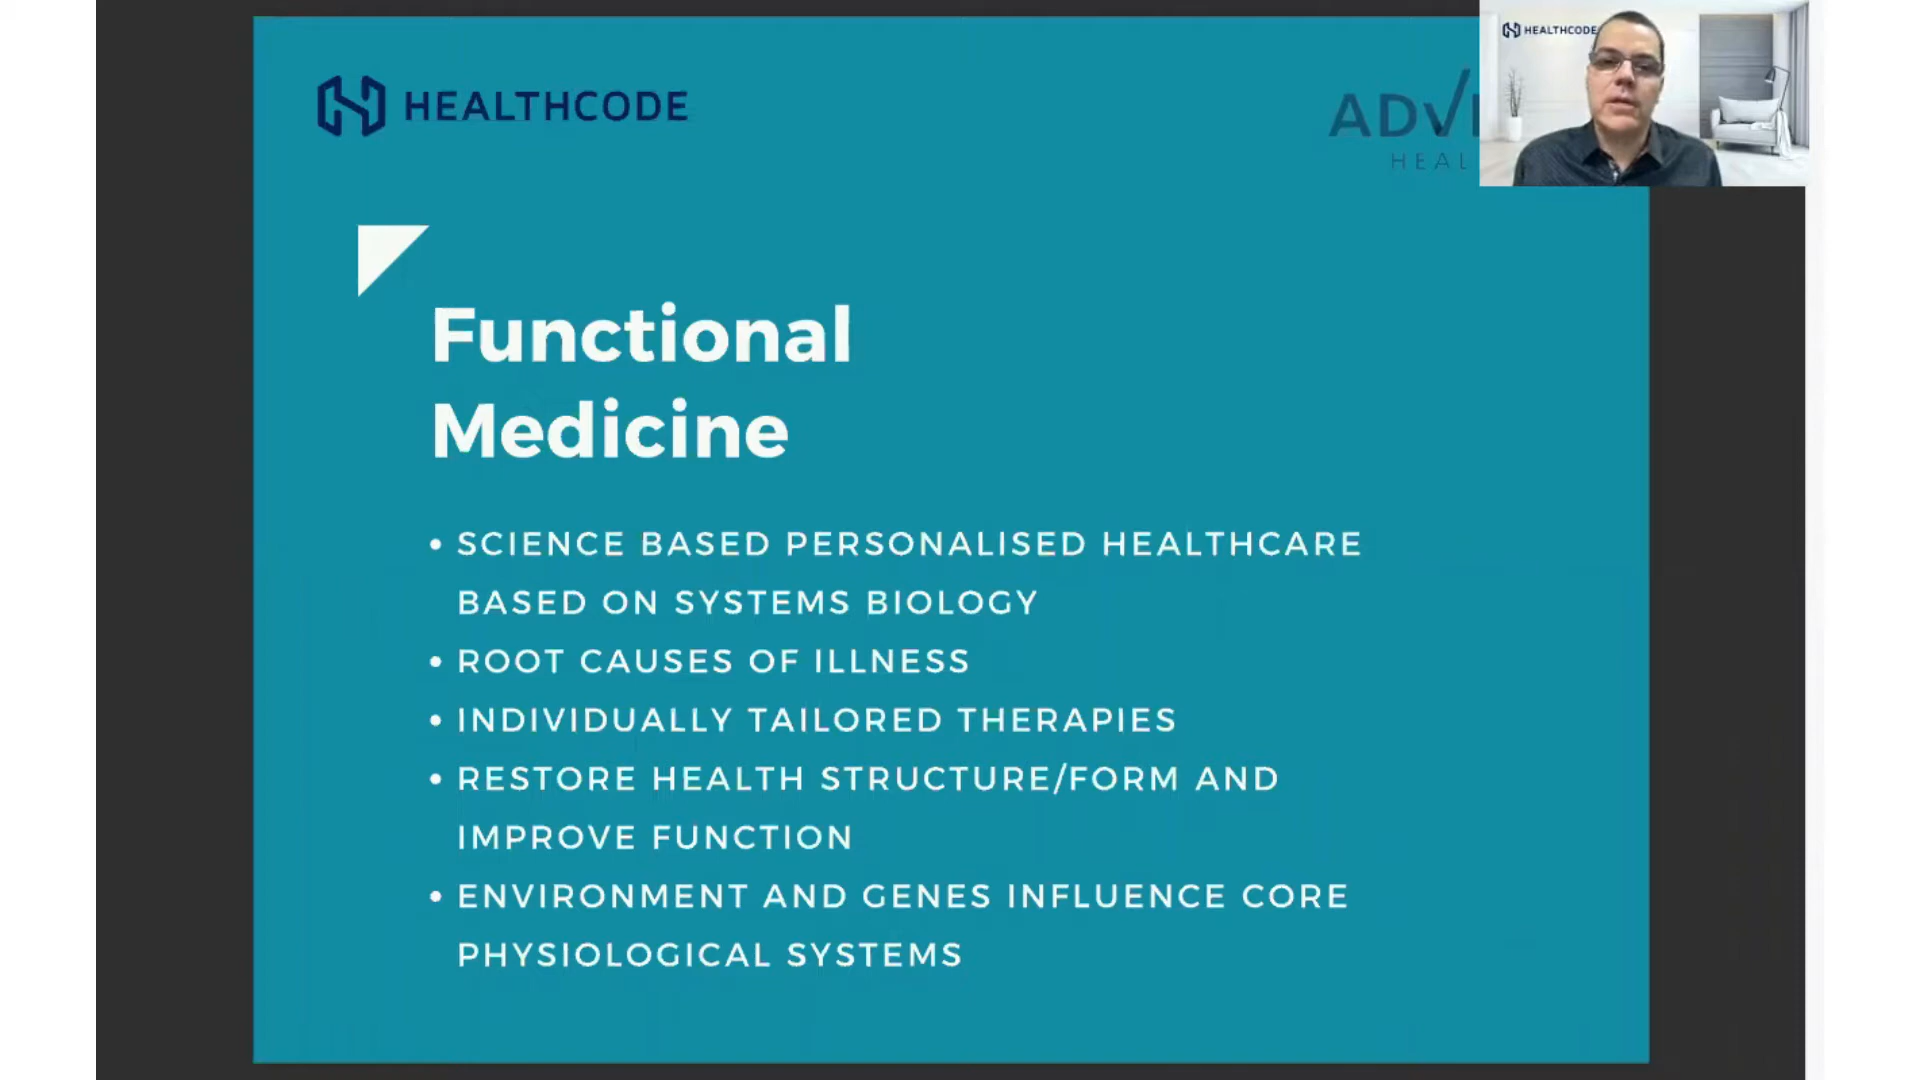 HEALTHCODE
HEALTHCODE
Functional
Medicine
• SCIENCE BASED PERSONALISED HEALTHCARE
BASED ON SYSTEMS BIOLOGY
• ROOT CAUSES OF ILLNESS
• INDIVIDUALLY TAILORED THERAPIES
• RESTORE HEALTH STRUCTURE/FORM AND
IMPROVE FUNCTION
• ENVIRONMENT AND GENES INFLUENCE CORE
PHYSIOLOGICAL SYSTEMS